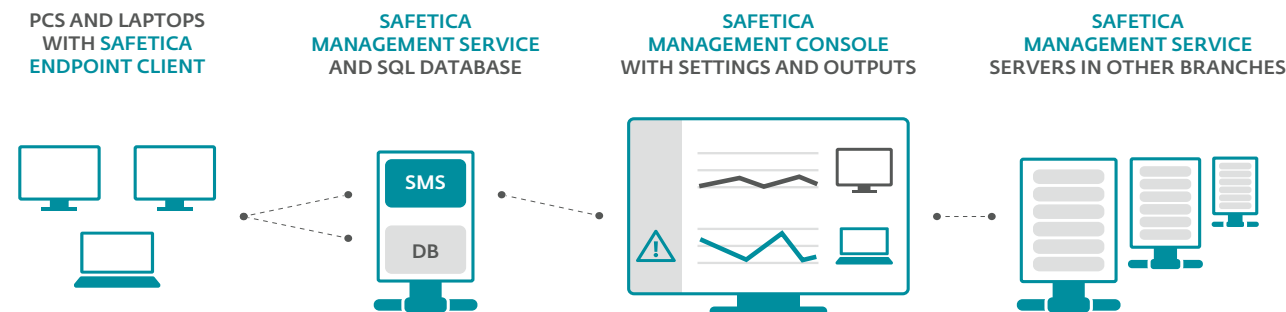 PCS AND LAPTOPS
WITH SAFETICA
ENDPOINT CLIENT
SAFETICA
MANAGEMENT SERVICE
AND SQL DATABASE
SAFETICA
MANAGEMENT CONSOLE
WITH SETTINGS AND OUTPUTS
SAFETICA
MANAGEMENT SERVICE
SERVERS IN OTHER BRANCHES
SMS
DB